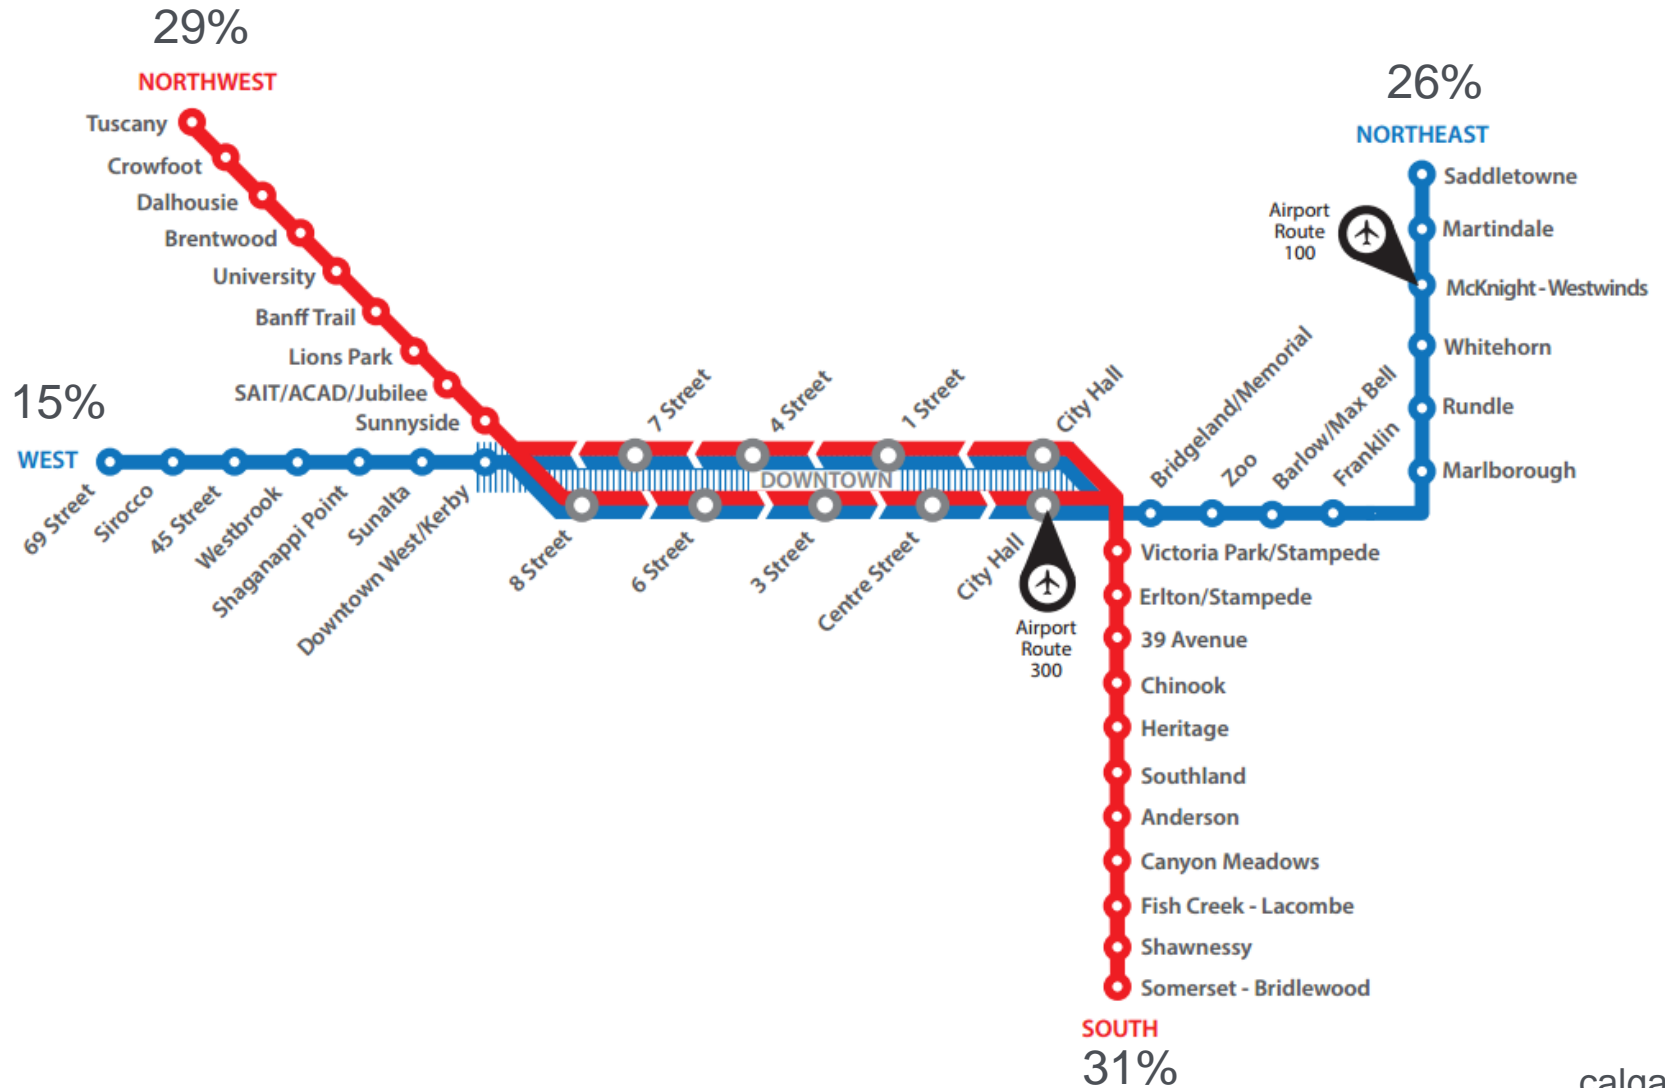 29%
NORTHWEST
Tuscany
Crowfoot
Dalhousie
Brentwood
University
Banff Trail
Lions Park
SAIT/ACAD/Jubilee
Sunnyside
15%
WEST
69 Street
Sirocco
45 Street
Westbrook
Shaganappi Point
Sunalta
Downtown West/Kerby
7 Street
4 Street
1 Street
City Hall
DOWNTOWN
8 Street
6 Street
3 Street
Centre Street
City Hall
Airport
Route
300
Bridgeland/Memorial
Zoo
Barlow/Max Bell
Franklin
26%
NORTHEAST
Saddletowne
Martindale
Airport
Route
100
McKnight - Westwinds
Whitehorn
Rundle
Marlborough
Victoria Park/Stampede
Erlton/Stampede
39 Avenue
Chinook
Heritage
Southland
Anderson
Canyon Meadows
Fish Creek - Lacombe
Shawnessy
Somerset - Bridlewood
SOUTH
31%